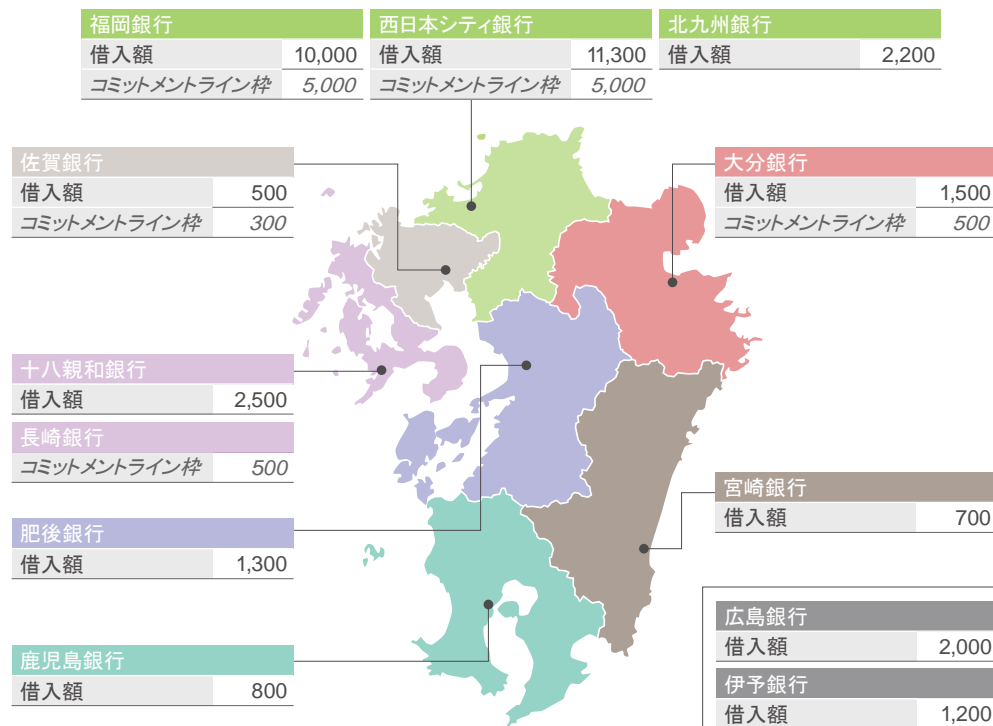 福岡銀行
借入額 10,000
コミットメントライン枠 5,000
西日本シティ銀行
借入額 11,300
コミットメントライン枠 5,000
北九州銀行
借入額 2,200
佐賀銀行
借入額 500
コミットメントライン枠 300
大分銀行
借入額 1,500
コミットメントライン枠 500
十八親和銀行
借入額 2,500
長崎銀行
コミットメントライン枠 500
宮崎銀行
借入額 700
肥後銀行
借入額 1,300
広島銀行
借入額 2,000
鹿児島銀行
借入額 800
伊予銀行
借入額 1,200